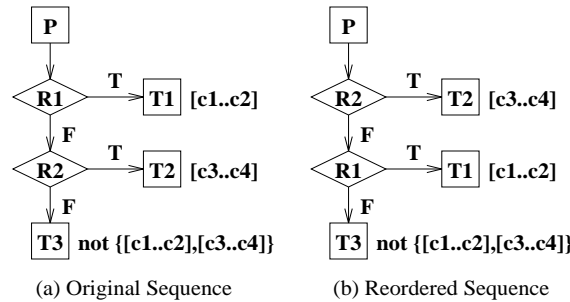 P
P
T
T
R1
T1
[c1..c2]
R2
T2
[c3..c4]
F
F
T
T
R2
T2
[c3..c4]
R1
T1
[c1..c2]
F
F
T3
not {[c1..c2],[c3..c4]}
T3
not {[c1..c2],[c3..c4]}
(a) Original Sequence
(b) Reordered Sequence